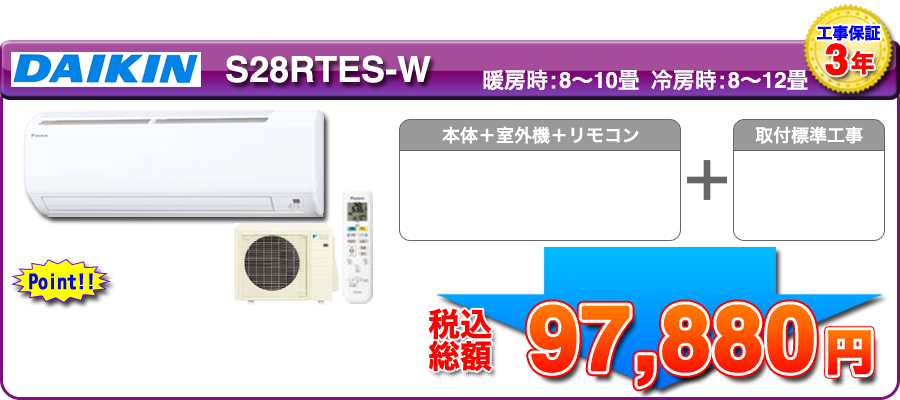 工事保証
3年
DAIKIN S28RTES-W
暖房時:8～10畳 冷房時:8～12畳
本体＋室外機＋リモコン
＋
取付標準工事
DAIKIN
Point!!
税込
総額
97,880円